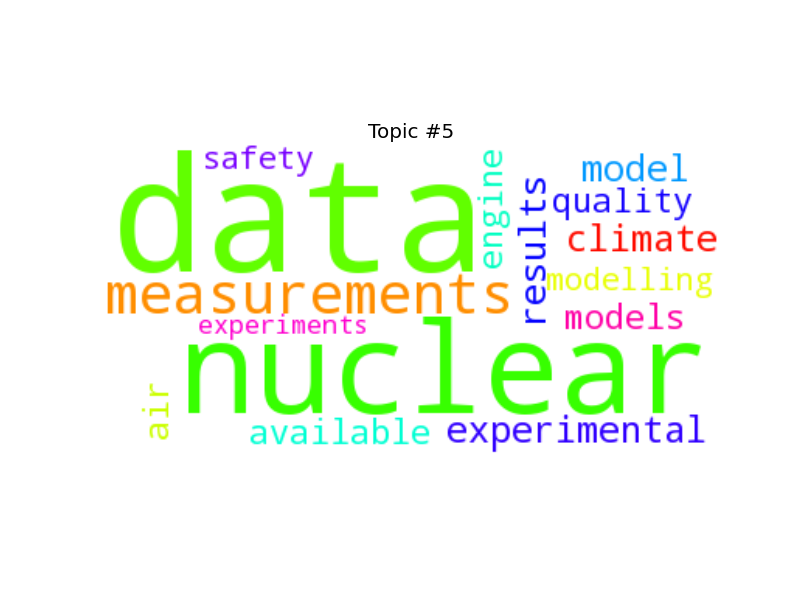 Topic #5
safety
data
engine
results
model
quality
climate
modelling
measurements
models
experiments
nuclear
air
available
experimental